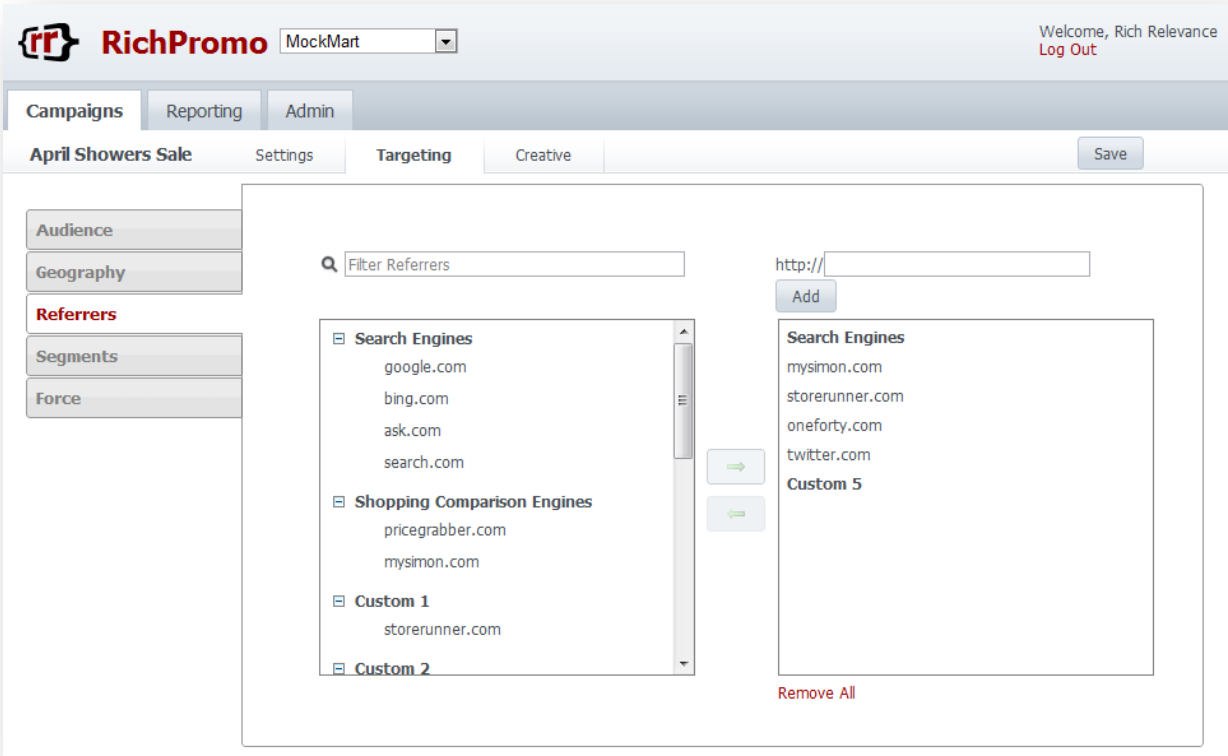 {rr} RichPromo MockMart
Welcome, Rich Relevance
Log Out
Campaigns Reporting Admin
April Showers Sale Settings Targeting Creative Save
Audience
Geography
Referrers
Segments
Force
Filter Referrers
http://
Add
Search Engines
google.com
bing.com
ask.com
search.com
Shopping Comparison Engines
pricegrabber.com
mysimon.com
Custom 1
storerunner.com
Custom 2
Search Engines
mysimon.com
storerunner.com
oneforty.com
twitter.com
Custom 5
Remove All